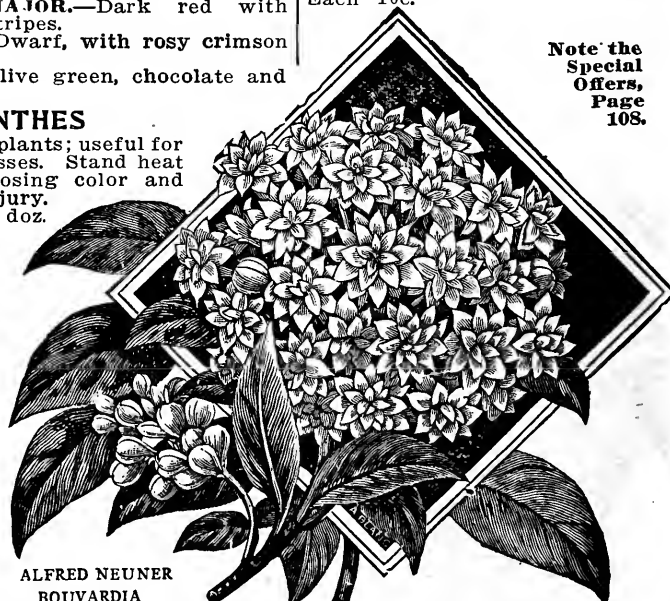 MAJOR.—Dark red with
tripes.
Dwarf, with rosy crimson
live green, chocolate and
NTHES
plants; useful for
sses. Stand heat
osing color and
jury.
doz.
Each 10c.
Note the
Special
Offers,
Page
108.
A. BLANC
ALFRED NEUNER
BOUVARDIA